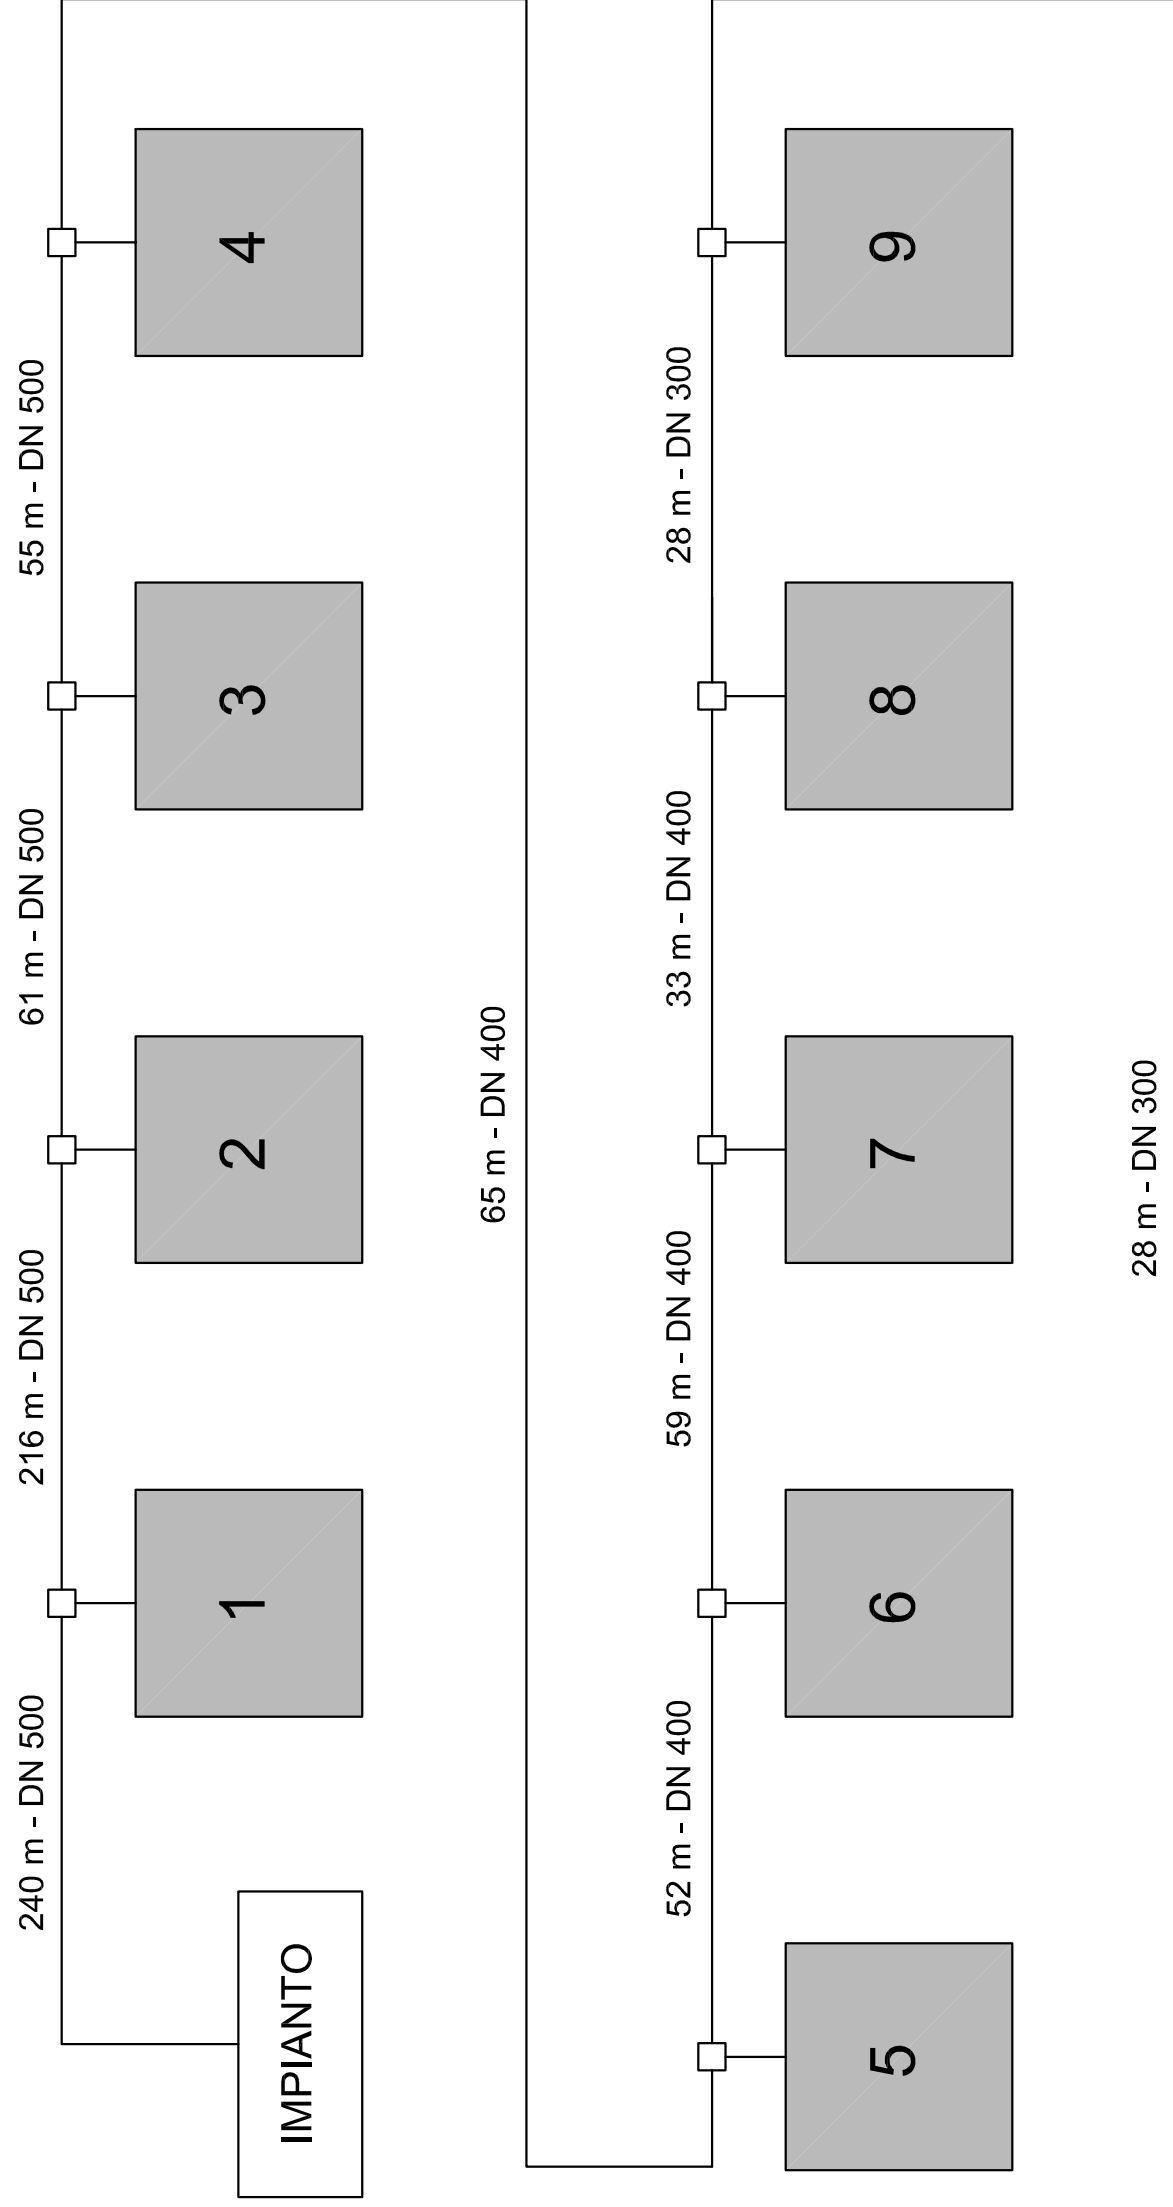 240 m - DN 500
216 m - DN 500
61 m - DN 500
55 m - DN 500
IMPIANTO
1
2
3
4
65 m - DN 400
52 m - DN 400
59 m - DN 400
33 m - DN 400
28 m - DN 300
5
6
7
8
9
28 m - DN 300